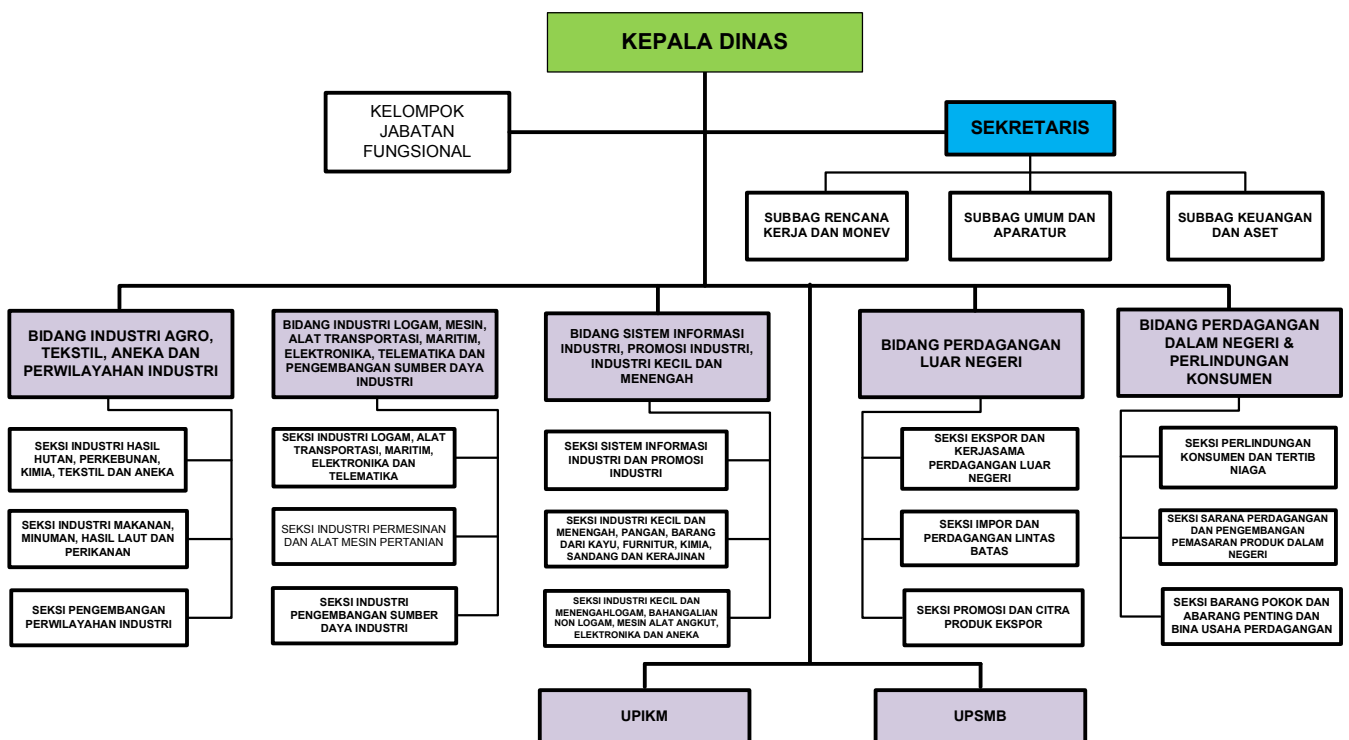 KEPALA DINAS
KELOMPOK
JABATAN
FUNGSIONAL
SEKRETARIS
SUBBAG RENCANA
KERJA DAN MONEV
SUBBAG UMUM DAN
APARATUR
SUBBAG KEUANGAN
DAN ASET
BIDANG INDUSTRI AGRO,
TEKSTIL, ANEKA DAN
PERWILAYAHAN INDUSTRI
BIDANG INDUSTRI LOGAM, MESIN,
ALAT TRANSPORTASI, MARITIM,
ELEKTRONIKA, TELEMATIKA DAN
PENGEMBANGAN SUMBER DAYA
INDUSTRI
BIDANG SISTEM INFORMASI
INDUSTRI, PROMOSI INDUSTRI,
INDUSTRI KECIL DAN
MENENGAH
BIDANG PERDAGANGAN
LUAR NEGERI
BIDANG PERDAGANGAN
DALAM NEGERI &
PERLINDUNGAN
KONSUMEN
SEKSI INDUSTRI HASIL
HUTAN, PERKEBUNAN,
KIMIA, TEKSTIL DAN ANEKA
SEKSI INDUSTRI LOGAM, ALAT
TRANSPORTASI, MARITIM,
ELEKTRONIKA DAN
TELEMATIKA
SEKSI SISTEM INFORMASI
INDUSTRI DAN PROMOSI
INDUSTRI
SEKSI EKSPOR DAN
KERJASAMA
PERDAGANGAN LUAR
NEGERI
SEKSI PERLINDUNGAN
KONSUMEN DAN TERTIB
NIAGA
SEKSI INDUSTRI MAKANAN,
MINUMAN, HASIL LAUT DAN
PERIKANAN
SEKSI INDUSTRI PERMESINAN
DAN ALAT MESIN PERTANIAN
SEKSI INDUSTRI KECIL DAN
MENENGAH, PANGAN, BARANG
DARI KAYU, FURNITUR, KIMIA,
SANDANG DAN KERAJINAN
SEKSI IMPOR DAN
PERDAGANGAN LINTAS
BATAS
SEKSI SARANA PERDAGANGAN
DAN PENGEMBANGAN
PEMASARAN PRODUK DALAM
NEGERI
SEKSI PENGEMBANGAN
PERWILAYAHAN INDUSTRI
SEKSI INDUSTRI
PENGEMBANGAN SUMBER
DAYA INDUSTRI
SEKSI INDUSTRI KECIL DAN
MENENGAHLOGAM, BAHANGALIAN
NON LOGAM, MESIN ALAT ANGKUT,
ELEKTRONIKA DAN ANEKA
SEKSI PROMOSI DAN CITRA
PRODUK EKSPOR
SEKSI BARANG POKOK DAN
ABARANG PENTING DAN
BINA USAHA PERDAGANGAN
UPIKM
UPSMB